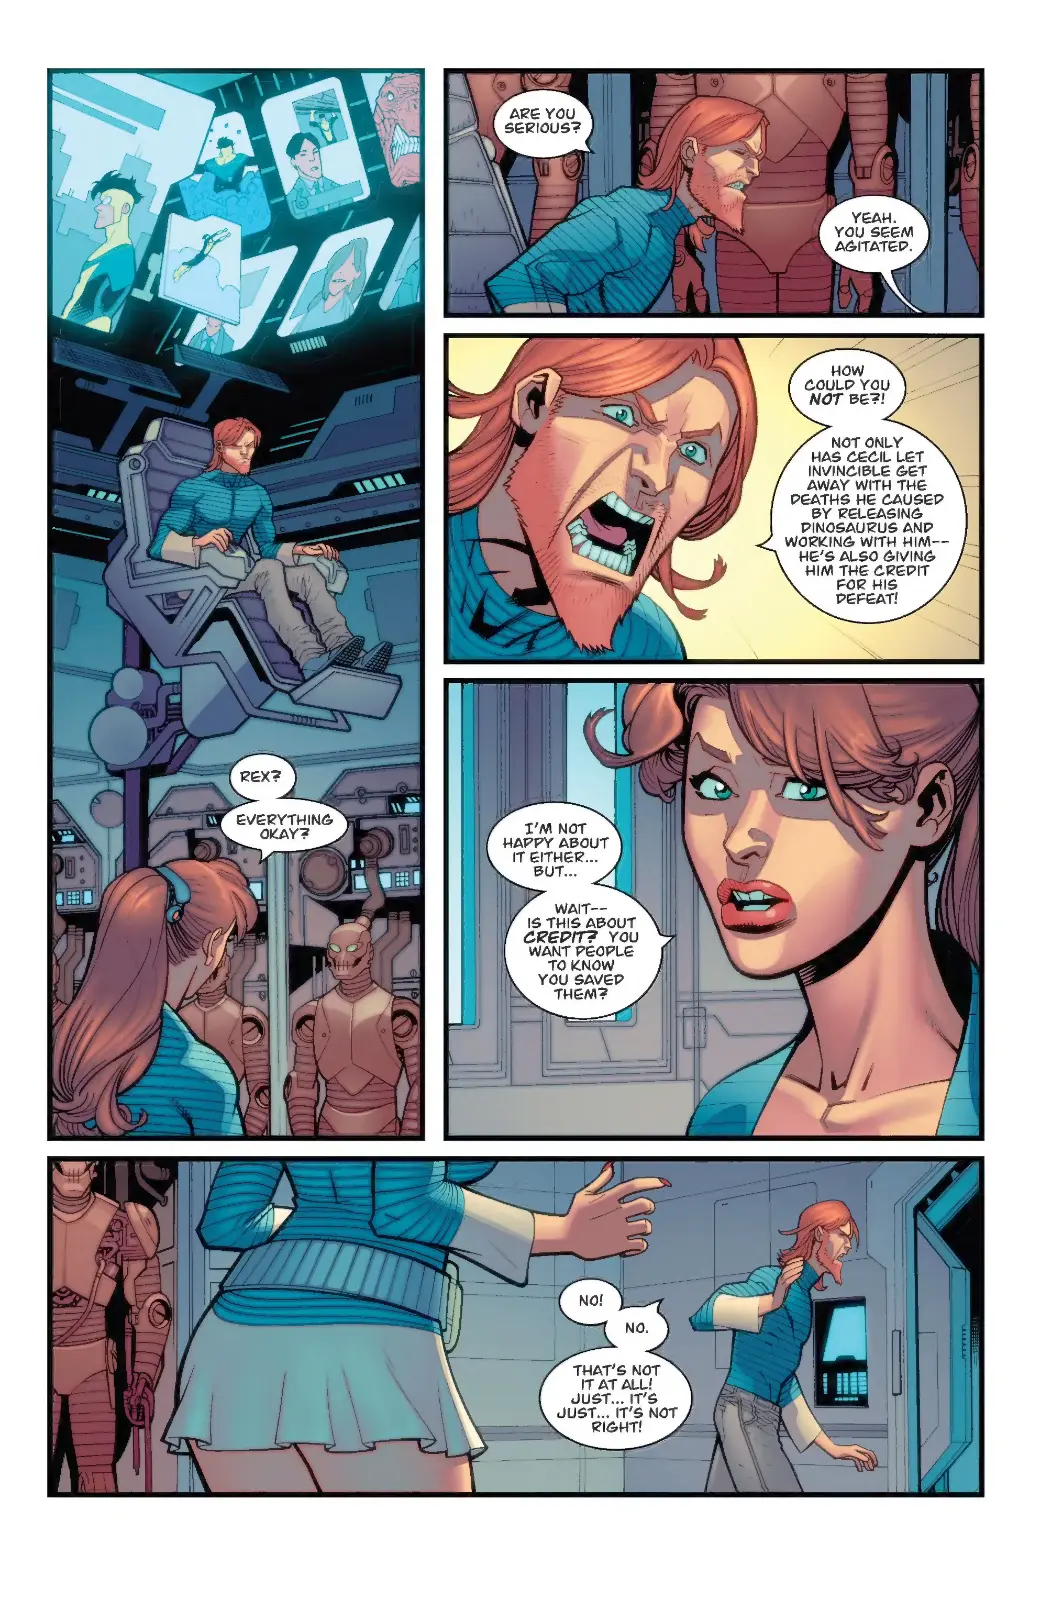 REX?
EVERYTHING
OKAY?
ARE YOU
SERIOUS?
YEAH.
YOU SEEM
AGITATED.
HOW
COULD YOU
NOT BE?!
NOT ONLY
HAS CECIL LET
INVINCIBLE GET
AWAY WITH THE
DEATHS HE CAUSED
BY RELEASING
DINOSAURUS AND
WORKING WITH HIM--
HE'S ALSO GIVING
HIM THE CREDIT
FOR HIS
DEFEAT!
I'M NOT
HAPPY ABOUT
IT EITHER...
BUT...
WAIT--
IS THIS ABOUT
CREDIT? YOU
WANT PEOPLE
TO KNOW
YOU SAVED
THEM?
NO!
NO.
THAT'S NOT
IT AT ALL!
JUST... IT'S
JUST... IT'S NOT
RIGHT!